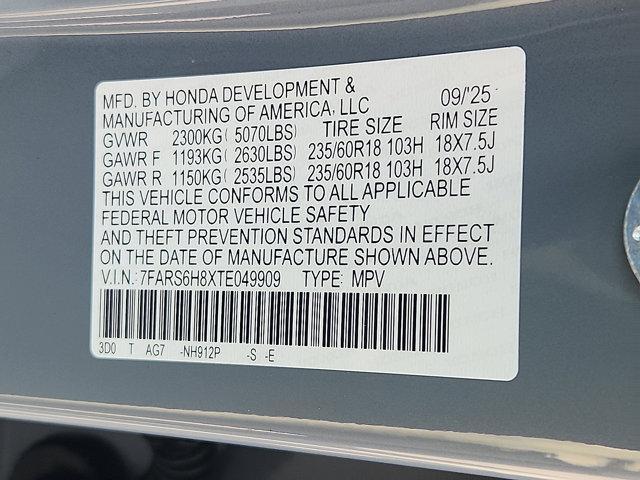 MFD. BY HONDA DEVELOPMENT &
MANUFACTURING OF AMERICA, LLC 09/'25
GVWR 2300KG( 5070LBS) TIRE SIZE RIM SIZE
GAWR F 1193KG( 2630LBS) 235/60R18 103H 18X7.5J
GAWR R 1150KG( 2535LBS) 235/60R18 103H 18X7.5J
THIS VEHICLE CONFORMS TO ALL APPLICABLE
FEDERAL MOTOR VEHICLE SAFETY
AND THEFT PREVENTION STANDARDS IN EFFECT
ON THE DATE OF MANUFACTURE SHOWN ABOVE.
V.I.N.: 7FARS6H8XTE049909 TYPE: MPV
3D0 T AG7 -NH912P -S -E